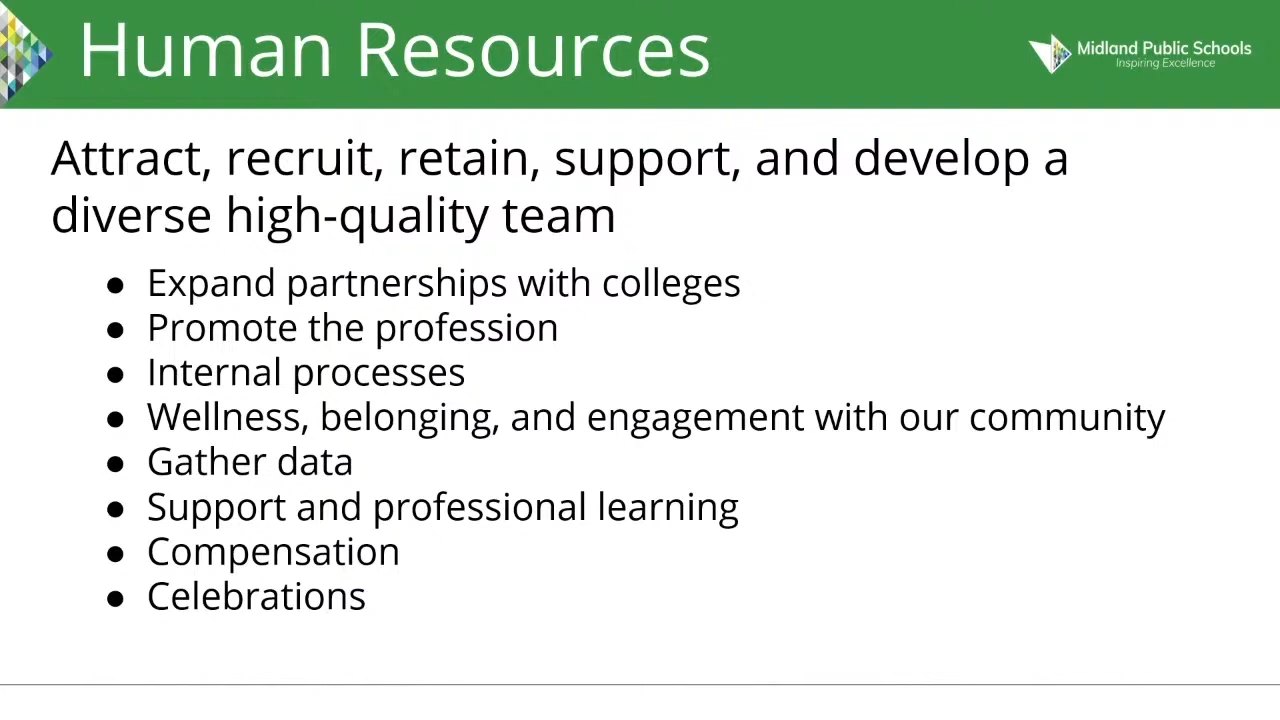 Human Resources
Midland Public Schools
Inspiring Excellence
Attract, recruit, retain, support, and develop a
diverse high-quality team
● Expand partnerships with colleges
● Promote the profession
● Internal processes
● Wellness, belonging, and engagement with our community
● Gather data
● Support and professional learning
● Compensation
● Celebrations